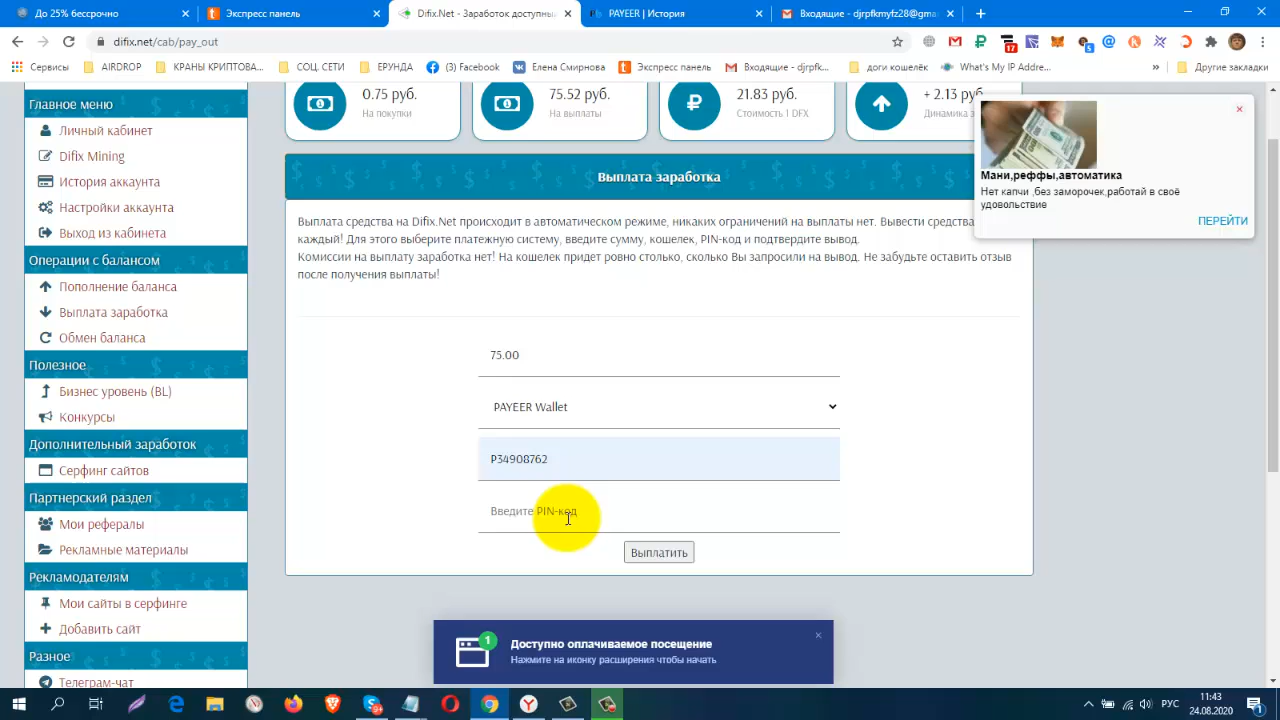 До 25% бессрочно
Экспресс панель
Difix.Net - Заработок доступный
PAYEER | История
Входящие - djrpfkmyfz28@gma
difix.net/cab/pay_out
17
5
Сервисы
AIRDROP
КРАНЫ КРИПТОВА...
СОЦ. СЕТИ
ЕРУНДА
(3) Facebook
Елена Смирнова
Экспресс панель
Входящие - djrpfk...
доги кошелёк
What's My IP Addre...
»
Другие закладки
Главное меню
Личный кабинет
Difix Mining
История аккаунта
Настройки аккаунта
Выход из кабинета
Операции с балансом
Пополнение баланса
Выплата заработка
Обмен баланса
Полезное
Бизнес уровень (BL)
Конкурсы
Дополнительный заработок
Серфинг сайтов
Партнерский раздел
Мои рефералы
Рекламные материалы
Рекламодателям
Мои сайты в серфинге
Добавить сайт
Разное
Телеграм-чат
0.75 руб.
На покупки
75.52 руб.
На выплаты
21.83 руб.
Стоимость 1 DFX
+ 2.13 руб.
Динамика
Мани,реффы,автоматика
Нет капчи ,без заморочек,работай в своё
удовольствие
ПЕРЕЙТИ
Выплата заработка
Выплата средства на Difix.Net происходит в автоматическом режиме, никаких ограничений на выплаты нет. Вывести средства
каждый! Для этого выберите платежную систему, введите сумму, кошелек, PIN-код и подтвердите вывод.
Комиссии на выплату заработка нет! На кошелек придет ровно столько, сколько Вы запросили на вывод. Не забудьте оставить отзыв
после получения выплаты!
75.00
PAYEER Wallet
P34908762
Введите PIN-код
Выплатить
1
Доступно оплачиваемое посещение
Нажмите на иконку расширения чтобы начать
РУС
11:43
24.08.2020
1